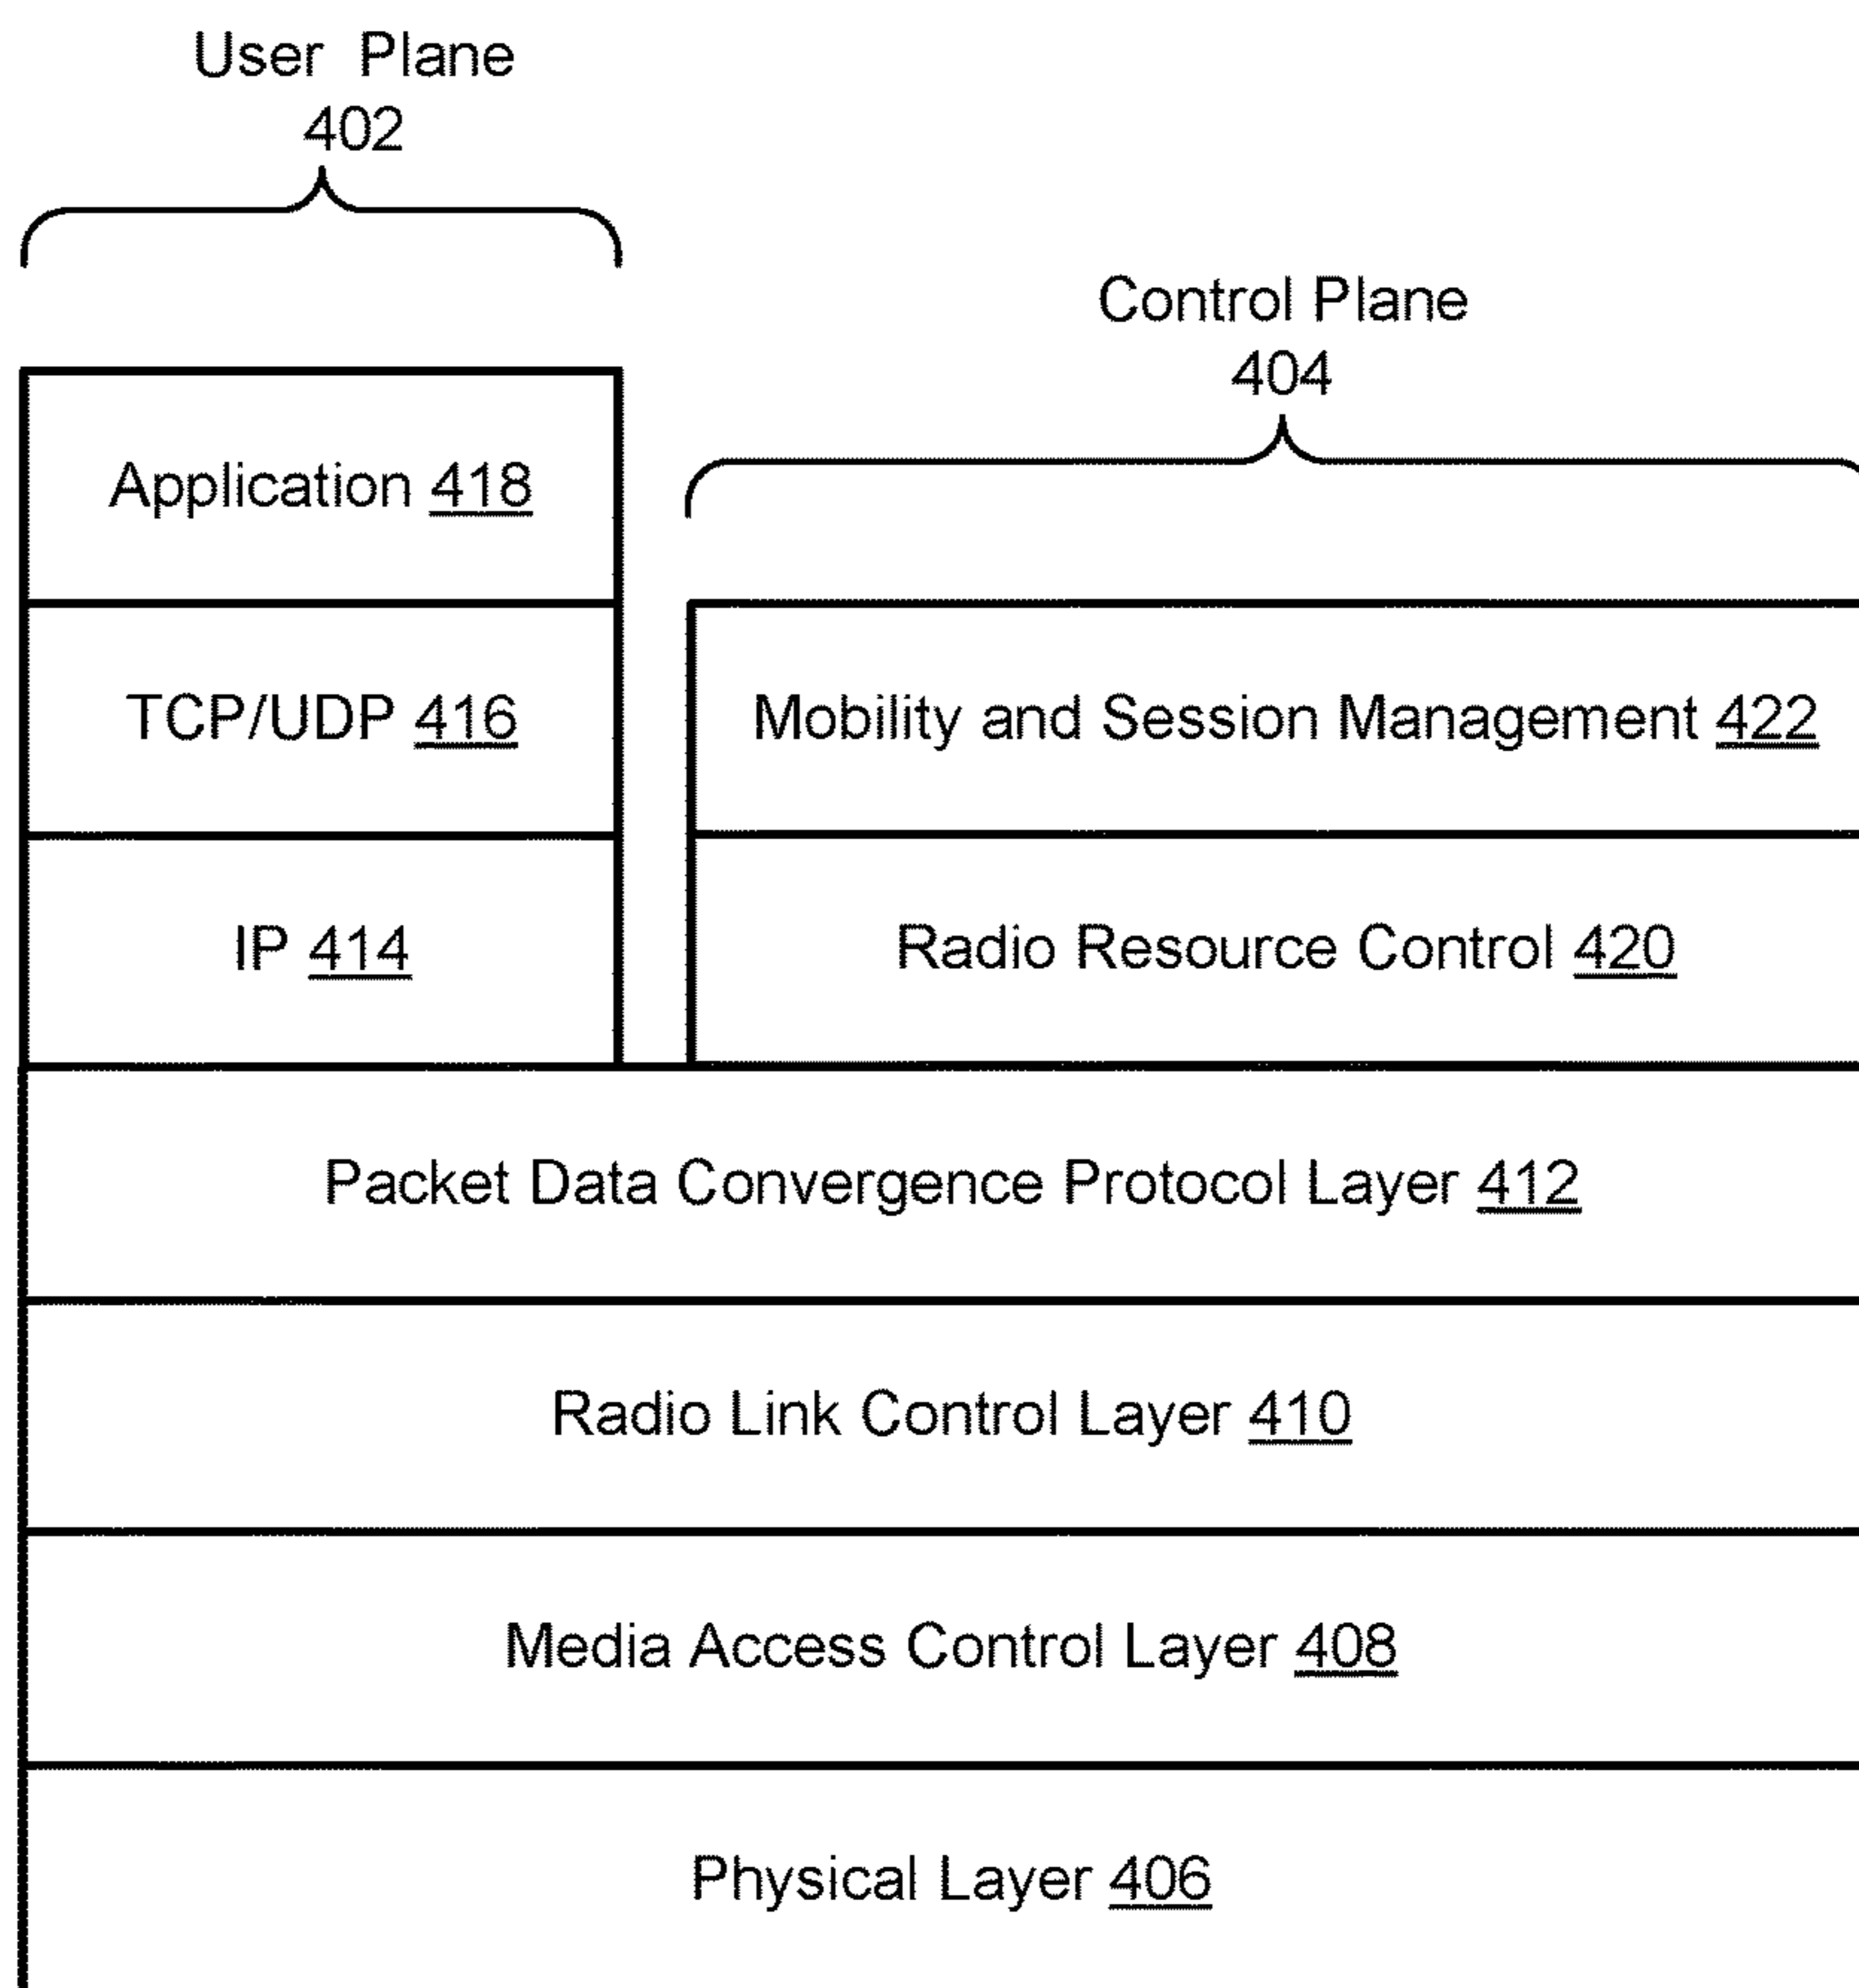 User Plane
402
Control Plane
404
Application 418
TCP/UDP 416
Mobility and Session Management 422
IP 414
Radio Resource Control 420
Packet Data Convergence Protocol Layer 412
Radio Link Control Layer 410
Media Access Control Layer 408
Physical Layer 406